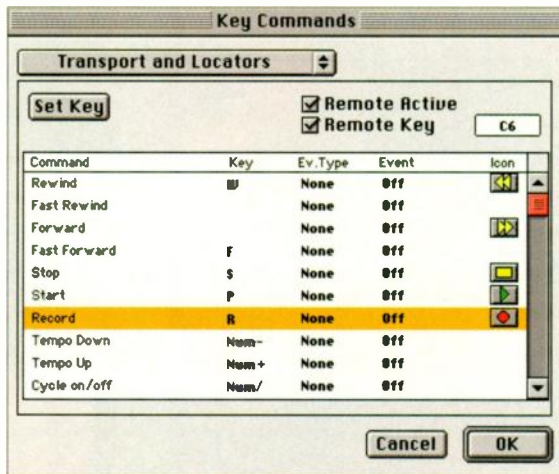 Key Commands
Transport and Locators
Set Key
Remote Active
Remote Key C6
Command Key Ev.Type Event Icon
Rewind None Off
Fast Rewind None Off
Forward None Off
Fast Forward F None Off
Stop S None Off
Start P None Off
Record R None Off
Tempo Down Num- None Off
Tempo Up Num+ None Off
Cycle on/off Num/ None Off
Cancel OK